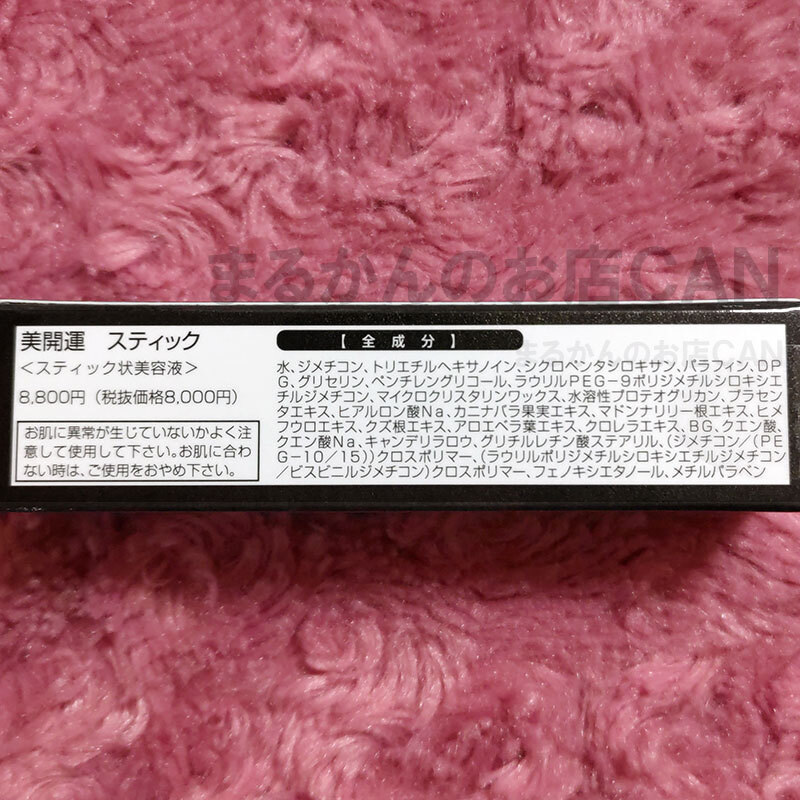 まるかんのお店CAN
美開運　スティック
＜スティック状美容液＞
8,800円（税抜価格8,000円）
お肌に異常が生じていないかよく注
意して使用して下さい。お肌に合わ
ない時は、ご使用をおやめ下さい。
【全成分】
まるかんのお店CAN
水、ジメチコン、トリエチルヘキサノイン、シクロペンタシロキサン、パラフィン、DP
G、グリセリン、ペンチレングリコール、ラウリルPEG-9ポリジメチルシロキシエ
チルジメチコン、マイクロクリスタリンワックス、水溶性プロテオグリカン、プラセン
タエキス、ヒアルロン酸Na、カニナバラ果実エキス、マドンナリリー根エキス、ヒメ
フウロエキス、クズ根エキス、アロエベラ葉エキス、クロレラエキス、BG、クエン酸、
クエン酸Na、キャンデリラロウ、グリチルレチン酸ステアリル、（ジメチコン/（PE
G-10/15））クロスポリマー、（ラウリルポリジメチルシロキシエチルジメチコン
/ビスビニルジメチコン）クロスポリマー、フェノキシエタノール、メチルパラベン